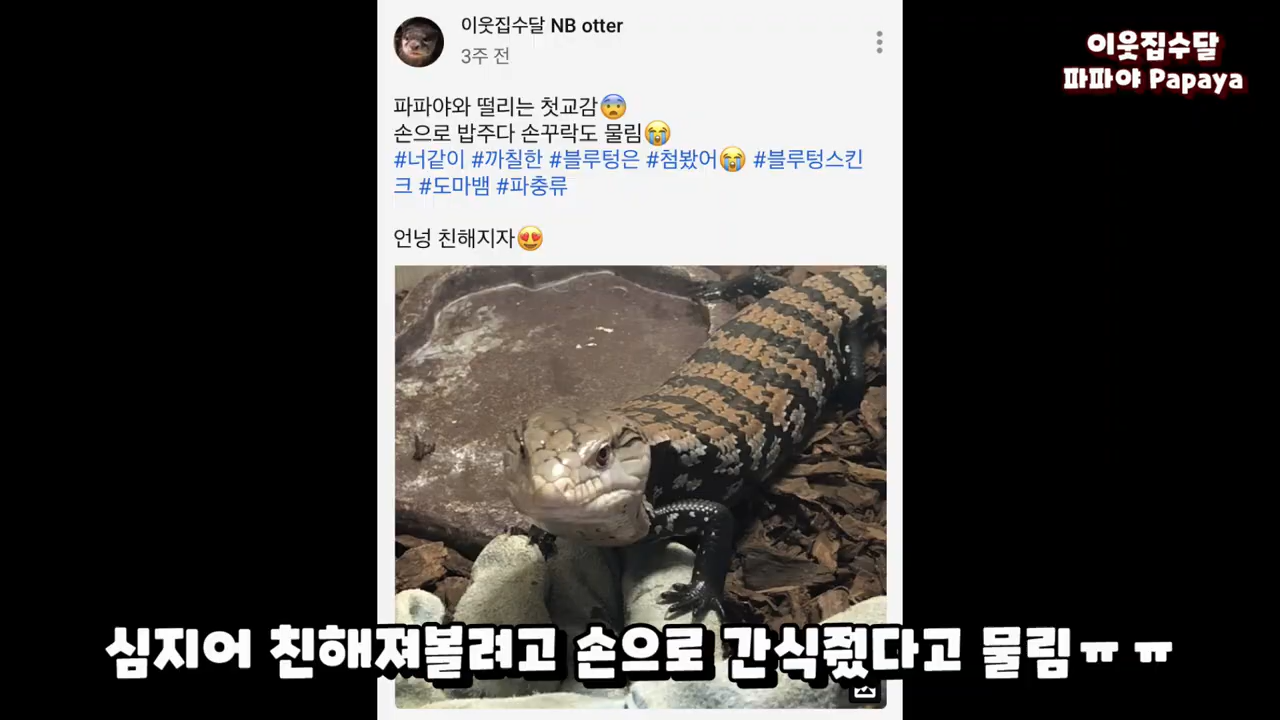 이웃집수달 NB otter
3주 전
이웃집수달
파파야 Papaya
파파야와 떨리는 첫교감😨
손으로 밥주다 손꾸락도 물림😭
#너같이 #까칠한 #블루텅은 #첨봤어😭 #블루텅스킨
크 #도마뱀 #파충류
언넝 친해지자😍
심지어 친해져볼려고 손으로 간식줬다고 물림ㅠㅠ